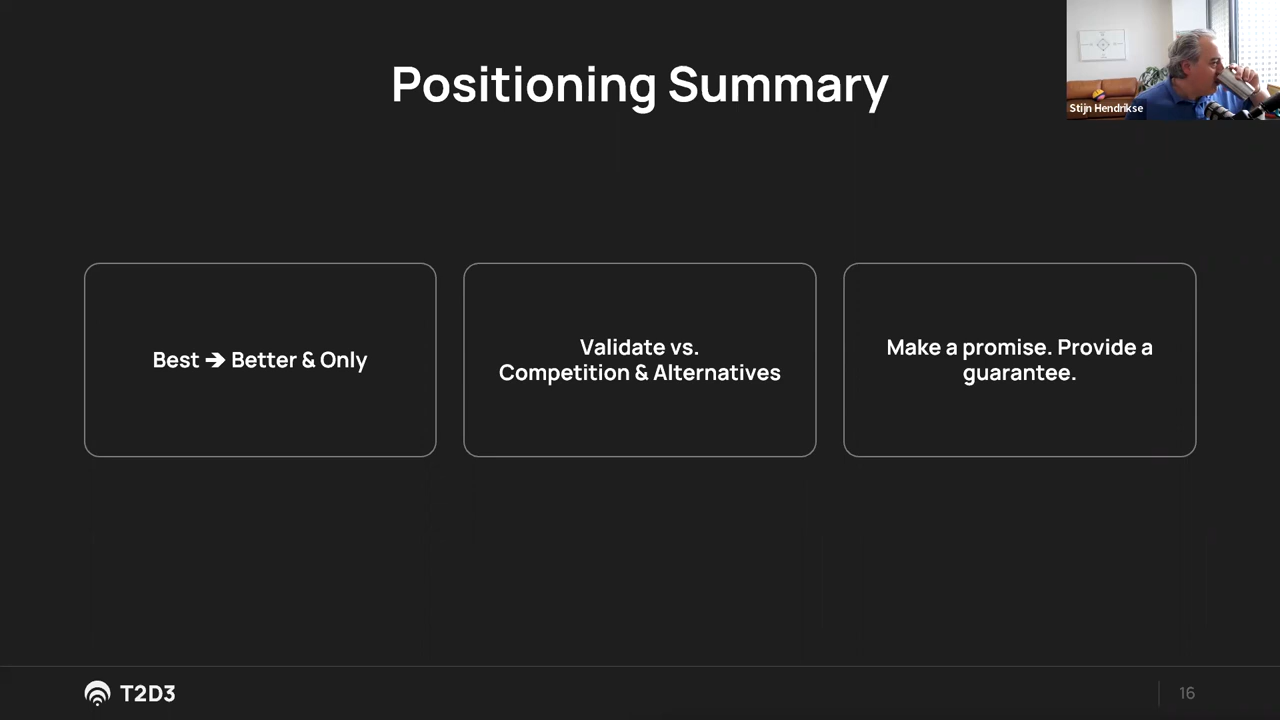 Positioning Summary
Stijn Hendrikse
Best ➔ Better & Only
Validate vs.
Competition & Alternatives
Make a promise. Provide a
guarantee.
T2D3
16